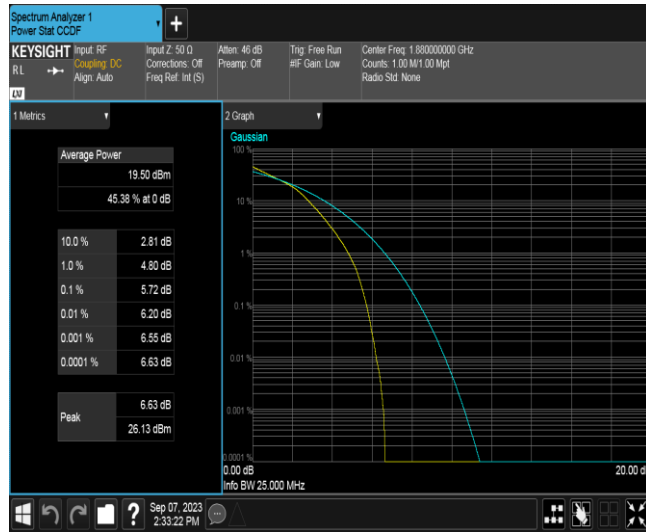 Spectrum Analyzer 1
Power Stat CCDF
+
KEYSIGHT
RL
LXI
Input: RF
Coupling: DC
Align: Auto
Input Z: 50 Ω
Corrections: Off
Freq Ref: Int (S)
Atten: 46 dB
Preamp: Off
Trig: Free Run
#IF Gain: Low
Center Freq: 1.880000000 GHz
Counts: 1.00 M/1.00 Mpt
Radio Std: None
1 Metrics
Average Power
19.50 dBm
45.38 % at 0 dB
10.0 % 2.81 dB
1.0 % 4.80 dB
0.1 % 5.72 dB
0.01 % 6.20 dB
0.001 % 6.55 dB
0.0001 % 6.63 dB
Peak
6.63 dB
26.13 dBm
2 Graph
Gaussian
100 %
10 %
1 %
0.1 %
0.01 %
0.001 %
0.0001 %
0.00 dB
20.00 d
Info BW 25.000 MHz
?
Sep 07, 2023
2:33:22 PM